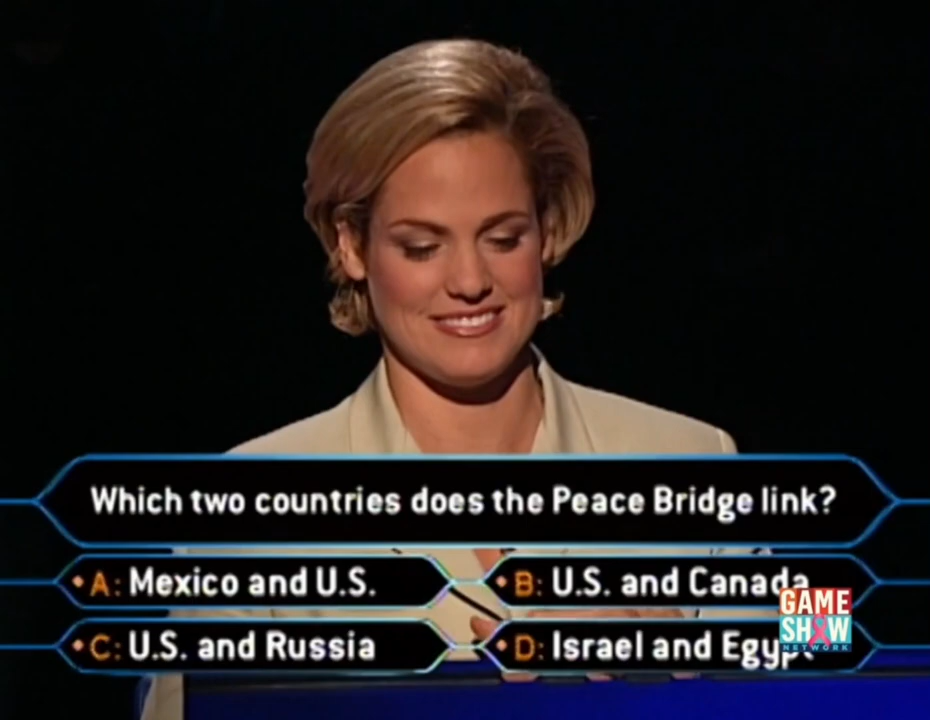 Which two countries does the Peace Bridge link?
A: Mexico and U.S.
B: U.S. and Canada
C: U.S. and Russia
D: Israel and Egypt
GAME
SHOW
NETWORK